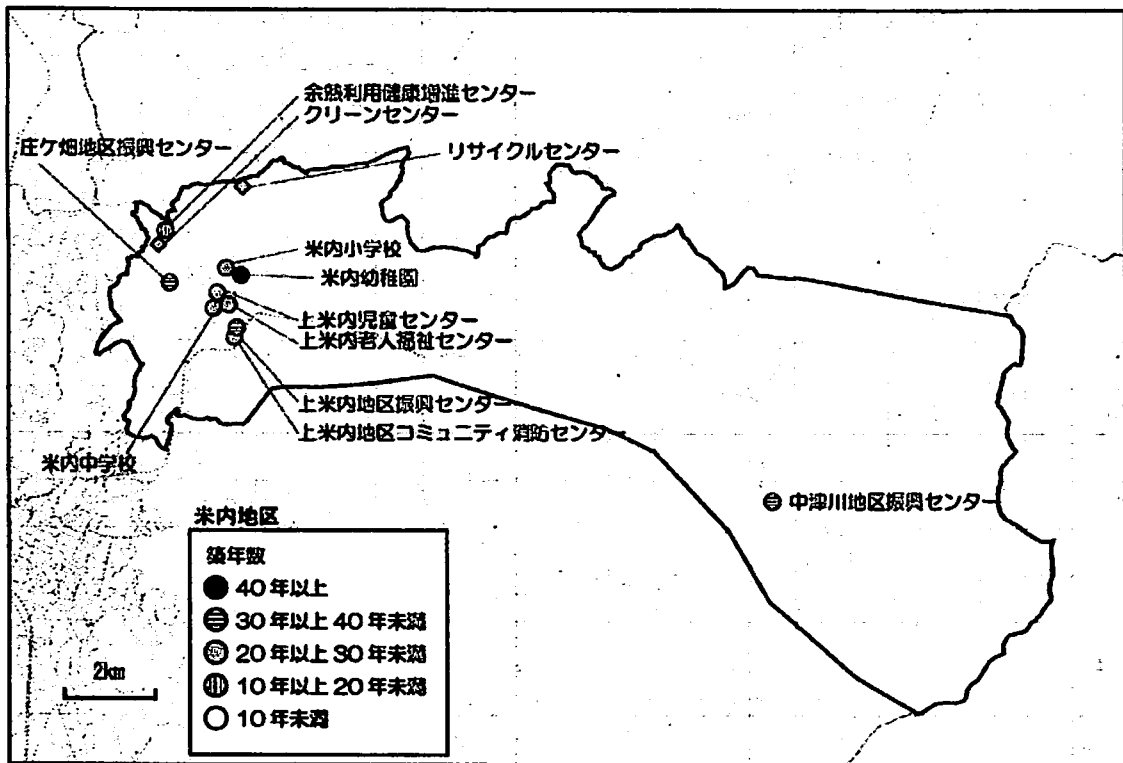 余熱利用健康増進センター
クリーンセンター
庄ケ畑地区振興センター
リサイクルセンター
米内小学校
米内幼稚園
上米内児童センター
上米内老人福祉センター
上米内地区振興センター
上米内地区コミュニティ消防センター
米内中学校
中津川地区振興センター
米内地区
築年数
40年以上
30年以上40年未満
20年以上30年未満
10年以上20年未満
10年未満
2km